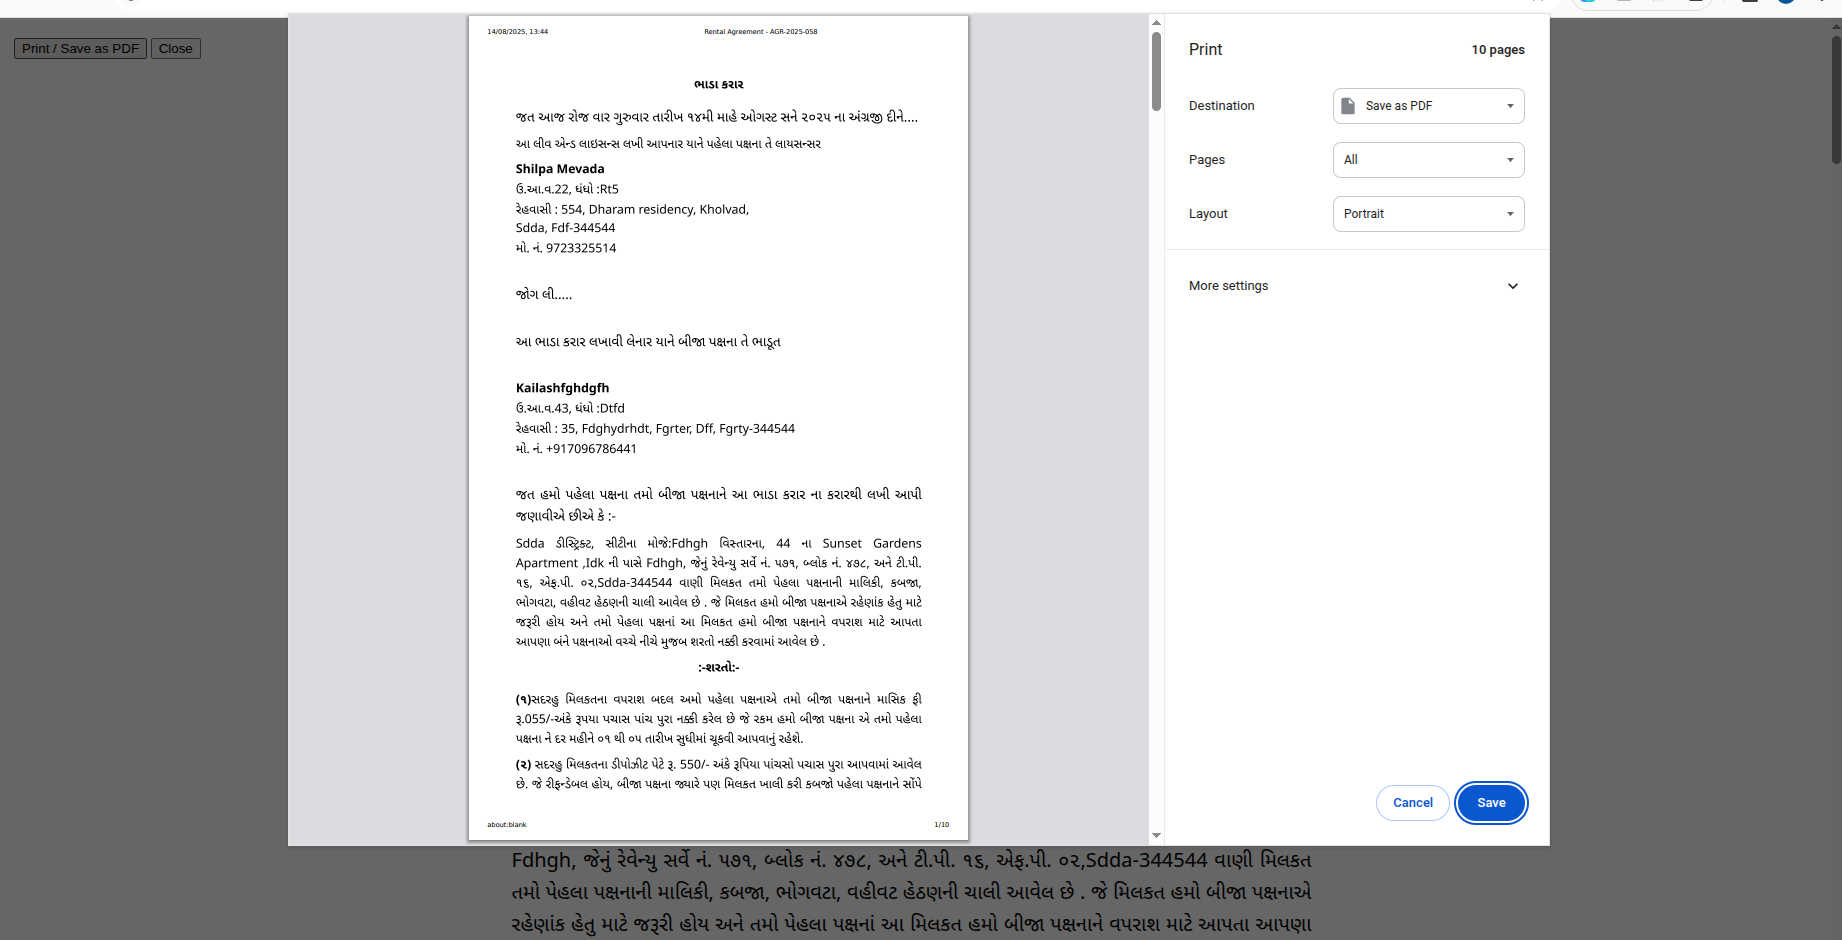 Print / Save as PDF
Close
14/08/2025, 13:44
Rental Agreement - AGR-2025-058
ભાડા કરાર
જત આજ રોજ વાર ગુરુવાર તારીખ ૧૪મી માહે ઓગસ્ટ સને ૨૦૨૫ ના અંગ્રજી દીને....
આ લીવ એન્ડ લાઇસન્સ લખી આપનાર યાને પહેલા પક્ષના તે લાયસન્સર
Shilpa Mevada
ઉ.આ.વ.22, ધંધો :Rt5
રેહવાસી : 554, Dharam residency, Kholvad,
Sdda, Fdf-344544
મો. નં. 9723325514
જોગ લી.....
આ ભાડા કરાર લખાવી લેનાર યાને બીજા પક્ષના તે ભાડૂત
Kailashfghdgfh
ઉ.આ.વ.43, ધંધો :Dtfd
રેહવાસી : 35, Fdghydrhdt, Fgrter, Dff, Fgrty-344544
મો. નં. +917096786441
જત હમો પહેલા પક્ષના તમો બીજા પક્ષનાને આ ભાડા કરાર ના કરારથી લખી આપી
જણાવીએ છીએ કે :-
Sdda ડીસ્ટ્રિક્ટ, સીટીના મોજે:Fdhgh વિસ્તારના, 44 ના Sunset Gardens
Apartment ,Idk ની પાસે Fdhgh, જેનું રેવેન્યુ સર્વે નં. ૫૭૧, બ્લોક નં. ૪૭૮, અને ટી.પી.
૧૬, એફ.પી. ૦૨,Sdda-344544 વાણી મિલકત તમો પેહલા પક્ષનાની માલિકી, કબજા,
ભોગવટા, વહીવટ હેઠણની ચાલી આવેલ છે . જે મિલકત હમો બીજા પક્ષનાએ રહેણાંક હેતુ માટે
જરૂરી હોય અને તમો પેહલા પક્ષનાં આ મિલકત હમો બીજા પક્ષનાને વપરાશ માટે આપતા
આપણા બંને પક્ષનાઓ વચ્ચે નીચે મુજબ શરતો નક્કી કરવામાં આવેલ છે .
:-શરતો:-
(૧)સદરહુ મિલકતના વપરાશ બદલ અમો પહેલા પક્ષનાએ તમો બીજા પક્ષનાને માસિક ફી
રૂ.055/-અંકે રૂપયા પચાસ પાંચ પુરા નક્કી કરેલ છે જે રકમ હમો બીજા પક્ષના એ તમો પહેલા
પક્ષના ને દર મહીને ૦૧ થી ૦૫ તારીખ સુધીમાં ચૂકવી આપવાનું રહેશે.
(૨) સદરહુ મિલકતના ડીપોઝીટ પેટે રૂ. 550/- અંકે રૂપિયા પાંચસો પચાસ પુરા આપવામાં આવેલ
છે. જે રીફન્ડેબલ હોય, બીજા પક્ષના જ્યારે પણ મિલકત ખાલી કરી કબજો પહેલા પક્ષનાને સોંપે
about:blank
1/10
Print
10 pages
Destination
Save as PDF
Pages
All
Layout
Portrait
More settings
Cancel
Save
Fdhgh, જેનું રેવેન્યુ સર્વે નં. ૫૭૧, બ્લોક નં. ૪૭૮, અને ટી.પી. ૧૬, એફ.પી. ૦૨,Sdda-344544 વાણી મિલકત
તમો પેહલા પક્ષનાની માલિકી, કબજા, ભોગવટા, વહીવટ હેઠણની ચાલી આવેલ છે . જે મિલકત હમો બીજા પક્ષનાએ
રહેણાંક હેતુ માટે જરૂરી હોય અને તમો પેહલા પક્ષનાં આ મિલકત હમો બીજા પક્ષનાને વપરાશ માટે આપતા આપણા